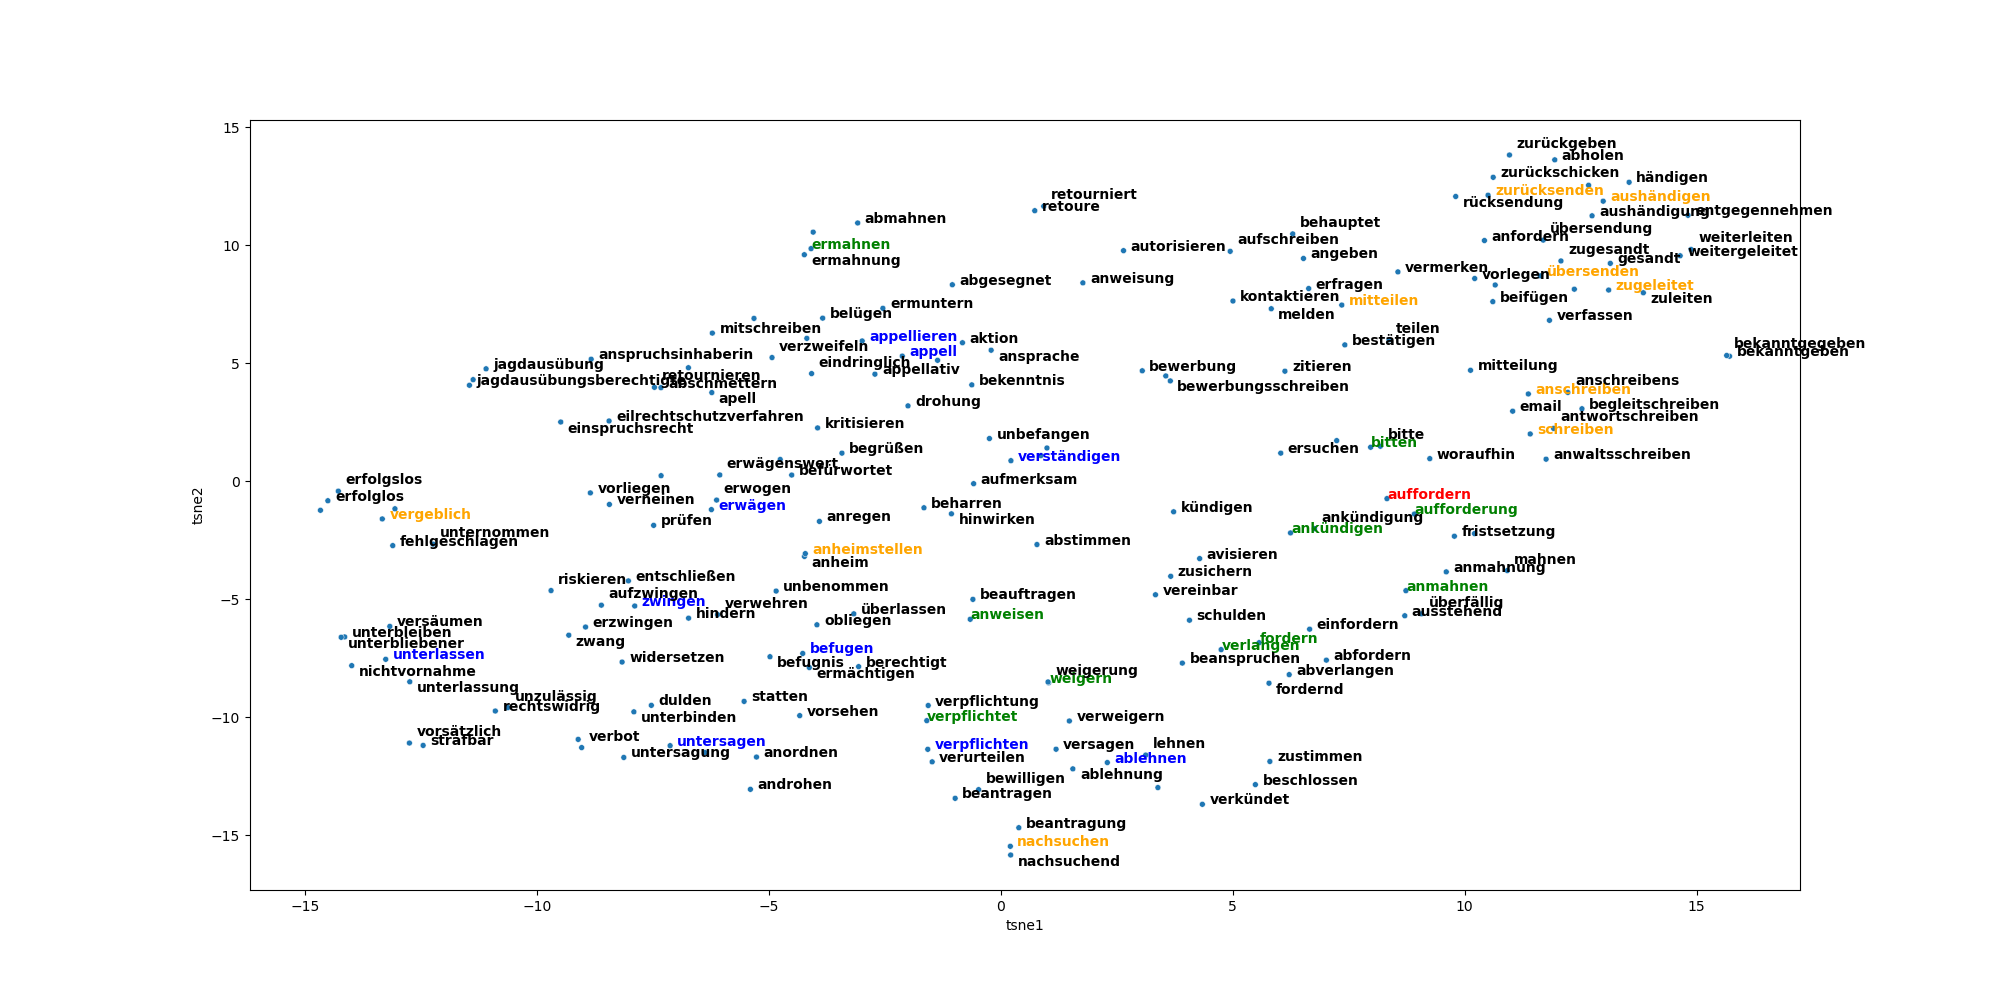 15
zurückgeben
abholen
zurückschicken
händigen
zurücksenden
aushändigen
retourniert
rücksendung
retoure
aushändigung
entgegennehmen
abmahnen
behauptet
übersendung
anfordern
weiterleiten
10
ermahnen
aufschreiben
autorisieren
zugesandt
weitergeleitet
ermahnung
angeben
gesandt
vermerken
vorlegen
übersenden
abgesegnet
anweisung
erfragen
zugeleitet
kontaktieren
mitteilen
beifügen
zuleiten
ermuntern
belügen
melden
verfassen
mitschreiben
teilen
appellieren
aktion
bestätigen
bekanntgegeben
verzweifeln
appell
bekanntgeben
anspruchsinhaberin
ansprache
5
jagdausübung
eindringlich
appellativ
bewerbung
zitieren
mitteilung
retournieren
jagdausübungsberechtigte
abschmettern
bekenntnis
bewerbungsschreiben
anschreibens
anschreiben
apell
drohung
email
begleitschreiben
eilrechtschutzverfahren
antwortschreiben
einspruchsrecht
kritisieren
schreiben
unbefangen
bitte
bitten
begrüßen
ersuchen
woraufhin
anwaltsschreiben
verständigen
erwägenswert
befürwortet
0
erfolgslos
aufmerksam
erfolglos
vorliegen
erwogen
auffordern
verheinen
erwägen
beharren
kündigen
aufforderung
vergeblich
prüfen
anregen
hinwirken
ankündigung
ankündigen
unternommen
fristsetzung
fehlgeschlagen
anheimstellen
abstimmen
anheim
avisieren
mahnen
anmahnung
riskieren
entschließen
zusichern
unbenommen
anmahnen
vereinbar
−5
aufzwingen
zwingen
verwehren
beauftragen
überfällig
hindern
überlassen
anweisen
schulden
ausstehend
versäumen
erzwingen
obliegen
einfordern
unterbleiben
zwang
fordern
unterbliebener
verlangen
unterlassen
befugen
abfordern
widersetzen
befugnis
berechtigt
beanspruchen
nichtvornahme
ermächtigen
weigerung
weigern
abverlangen
unterlassung
fordernd
unzulässig
dulden
statten
rechtswidrig
verpflichtung
unterbinden
vorsehen
verpflichtet
verweigern
−10
vorsätzlich
verbot
strafbar
untersagen
verpflichten
versagen
lehnen
untersagung
anordnen
verurteilen
ablehnen
zustimmen
bewilligen
ablehnung
androhen
beantragen
beschlossen
verkündet
beantragung
−15
nachsuchen
nachsuchend
−15 −10 −5 0 5 10 15
tsne1
tsne2